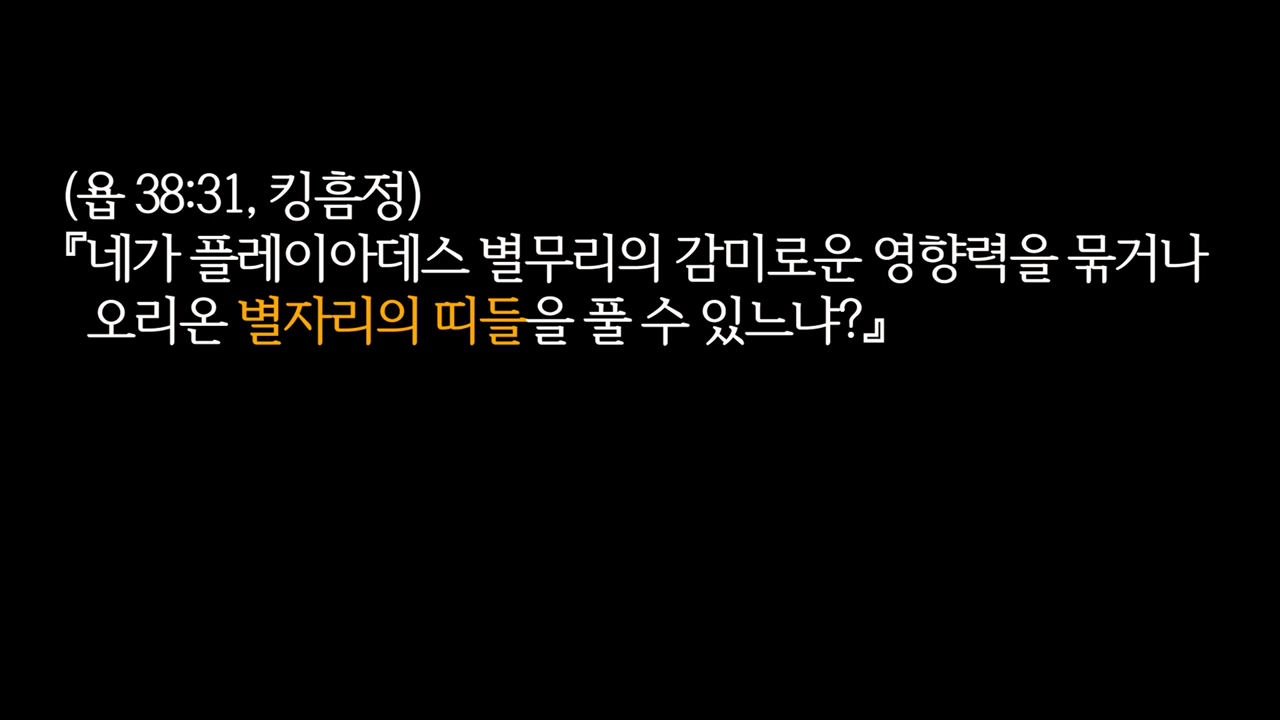 (욥 38:31, 킹흠정)
『네가 플레이아데스 별무리의 감미로운 영향력을 묶거나
오리온 별자리의 띠들을 풀 수 있느냐?』